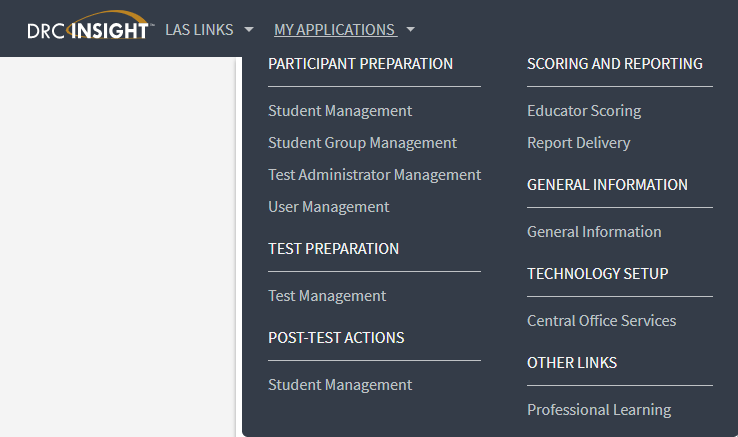 DRC INSIGHT™ LAS LINKS MY APPLICATIONS
PARTICIPANT PREPARATION
Student Management
Student Group Management
Test Administrator Management
User Management
TEST PREPARATION
Test Management
POST-TEST ACTIONS
Student Management
SCORING AND REPORTING
Educator Scoring
Report Delivery
GENERAL INFORMATION
General Information
TECHNOLOGY SETUP
Central Office Services
OTHER LINKS
Professional Learning